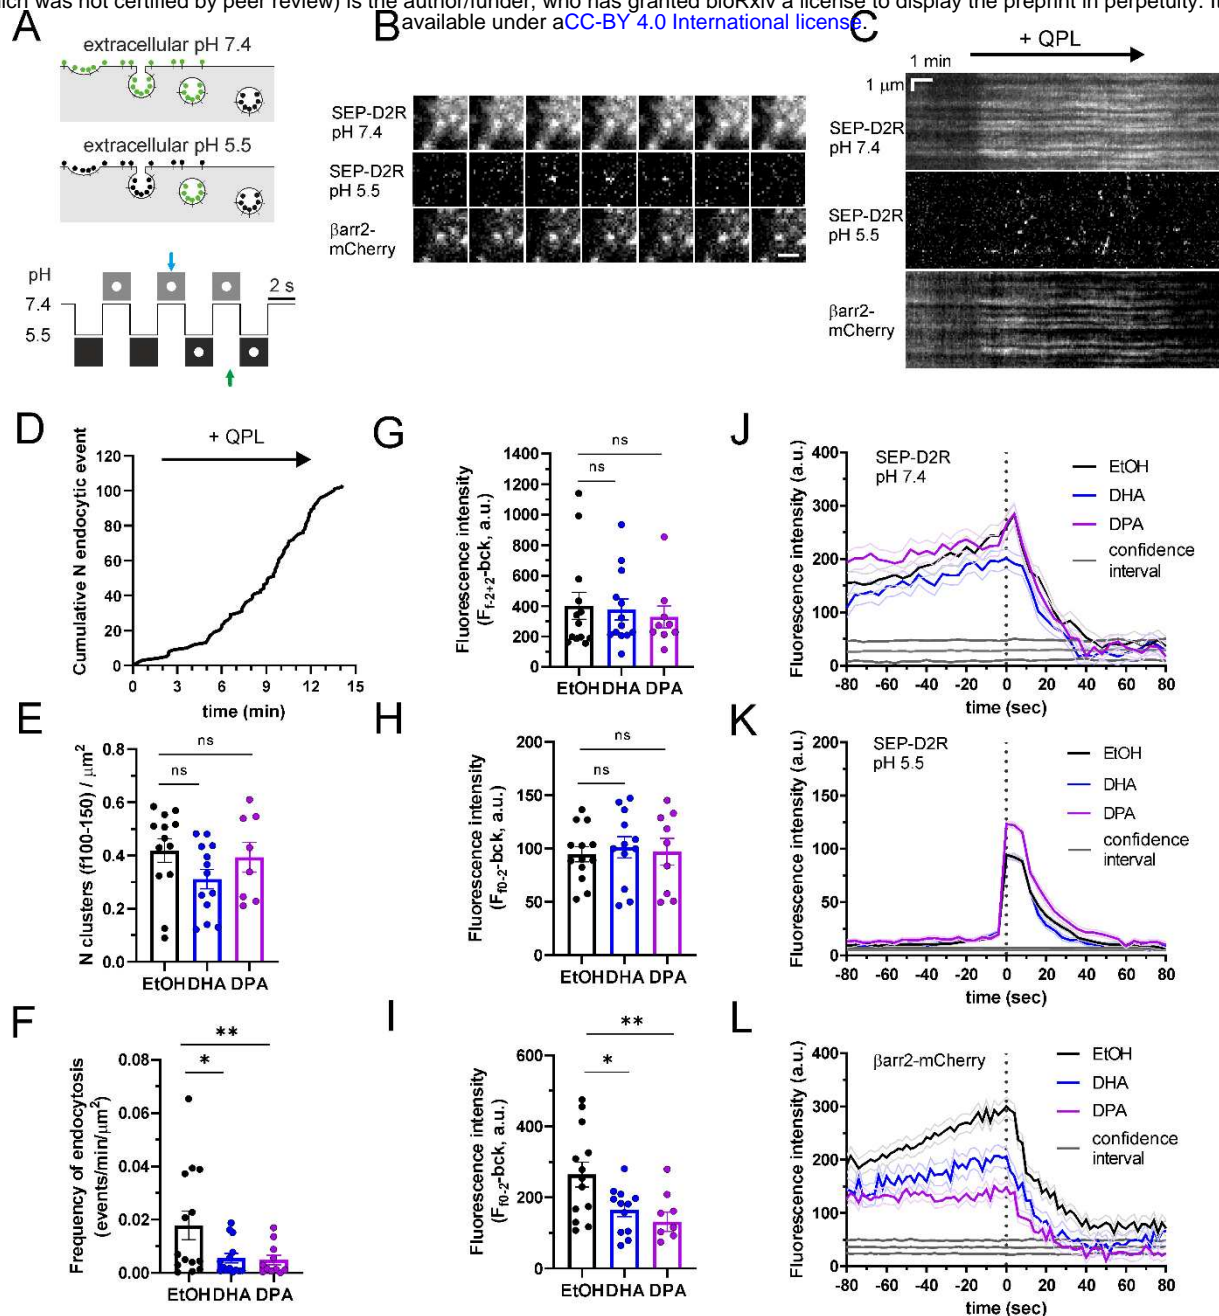 which was not certified by peer review) is the author/funder, who has granted bioRxiv a license to display the preprint in perpetuity. It
available under aCC-BY 4.0 International license.
A
extracellular pH 7.4
extracellular pH 5.5
pH
7.4
5.5
2 s
B
SEP-D2R
pH 7.4
SEP-D2R
pH 5.5
βarr2-
mCherry
C
+ QPL
1 min
1 μm
SEP-D2R
pH 7.4
SEP-D2R
pH 5.5
βarr2-
mCherry
D
+ QPL
Cumulative N endocytic event
120
100
80
60
40
20
0
0 3 6 9 12 15
time (min)
E
N clusters (f100-150) / μm²
0.8
0.6
0.4
0.2
0.0
ns
ns
EtOH DHA DPA
F
Frequency of endocytosis
(events/min/μm²)
0.08
0.06
0.04
0.02
0.00
**
*
EtOH DHA DPA
G
Fluorescence intensity
(Ff-2+2-bck, a.u.)
1400
1200
1000
800
600
400
200
0
ns
ns
EtOH DHA DPA
H
Fluorescence intensity
(Ff0-2-bck, a.u.)
200
150
100
50
0
ns
ns
EtOH DHA DPA
I
Fluorescence intensity
(Ff0-2-bck, a.u.)
600
400
200
0
**
*
EtOH DHA DPA
J
Fluorescence intensity (a.u.)
400
300
200
100
0
SEP-D2R
pH 7.4
EtOH
DHA
DPA
confidence
interval
-80 -60 -40 -20 0 20 40 60 80
time (sec)
K
Fluorescence intensity (a.u.)
200
150
100
50
0
SEP-D2R
pH 5.5
EtOH
DHA
DPA
confidence
interval
-80 -60 -40 -20 0 20 40 60 80
time (sec)
L
Fluorescence intensity (a.u.)
400
300
200
100
0
βarr2-mCherry
EtOH
DHA
DPA
confidence
interval
-80 -60 -40 -20 0 20 40 60 80
time (sec)